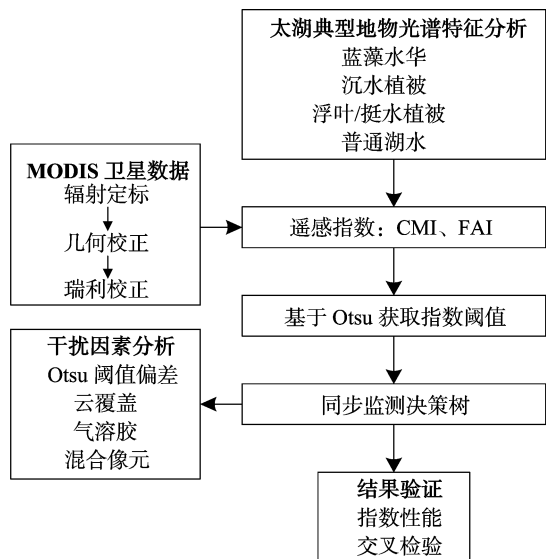 太湖典型地物光谱特征分析
蓝藻水华
沉水植被
浮叶/挺水植被
普通湖水
MODIS 卫星数据
辐射定标
几何校正
瑞利校正
遥感指数：CMI、FAI
基于 Otsu 获取指数阈值
干扰因素分析
Otsu 阈值偏差
云覆盖
气溶胶
混合像元
同步监测决策树
结果验证
指数性能
交叉检验